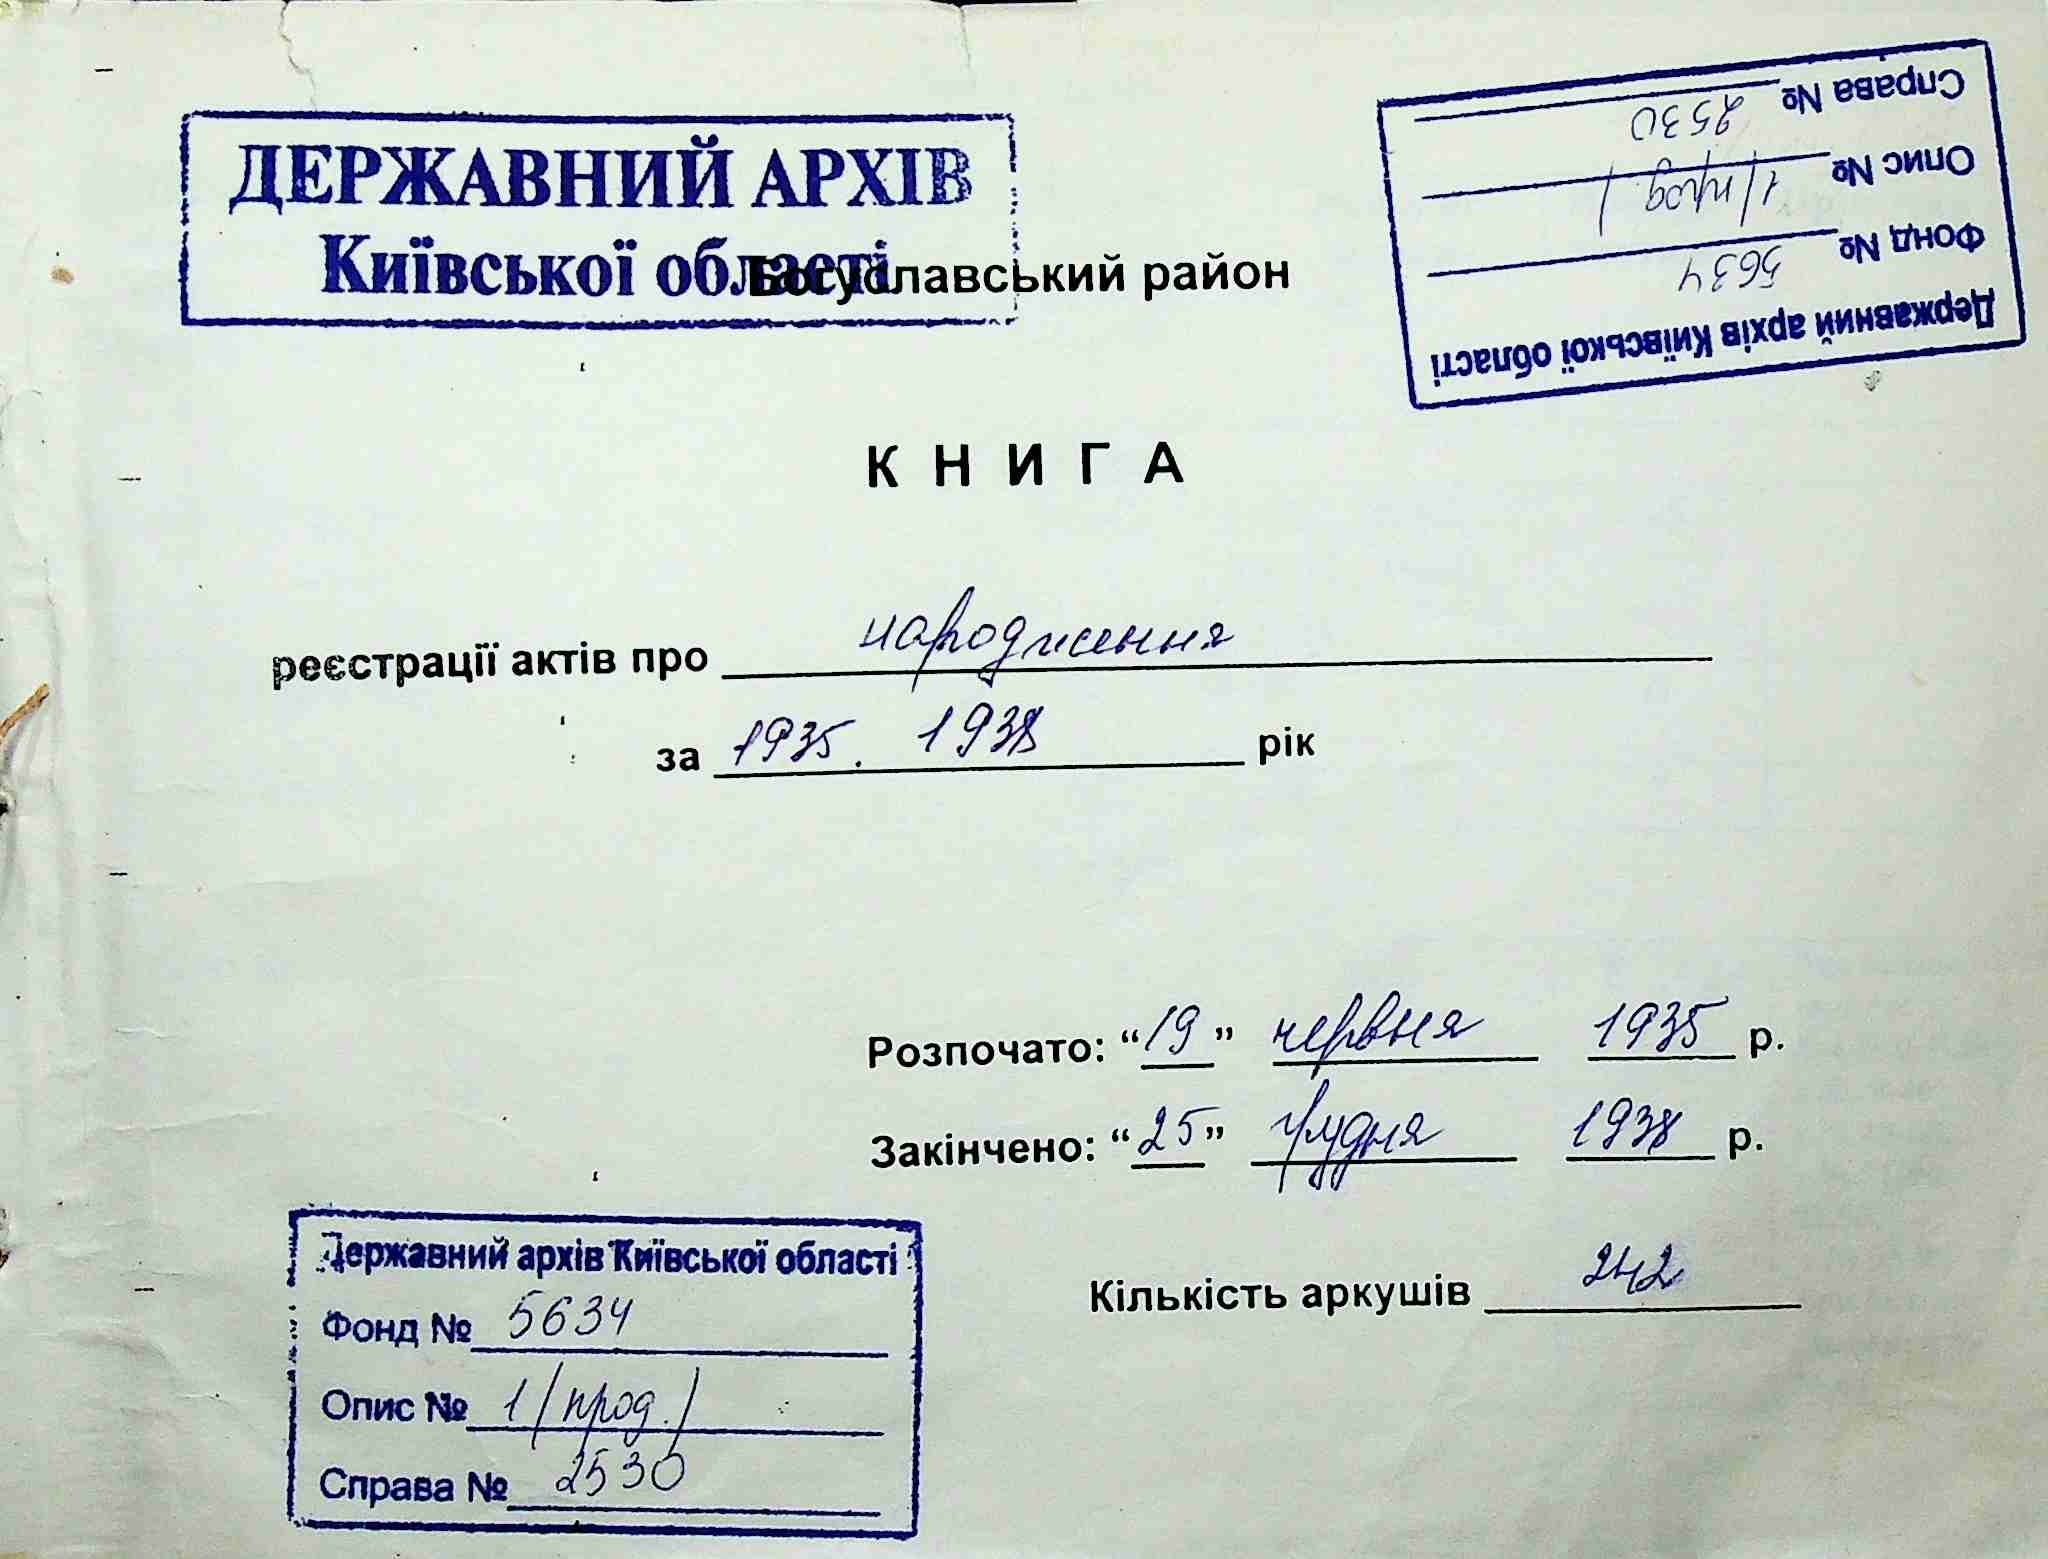 ДЕРЖАВНИЙ АРХІВ
Київської області
Богуславський район
Державний архів Київської області
Фонд № 5634
Опис № 1/прод/
Справа № 2530
КНИГА
реєстрації актів про народження
за 1935. 1938 рік
Розпочато: “19” червня 1935 р.
Закінчено: “25” грудня 1938 р.
Кількість аркушів 242
Державний архів Київської області
Фонд № 5634
Опис № 1/прод./
Справа № 2530